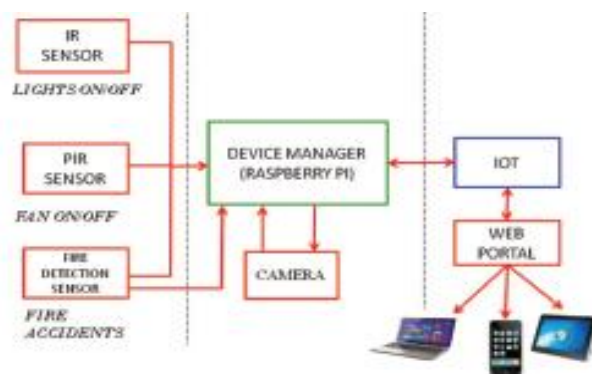 IR
SENSOR
LIGHTS ON/OFF
PIR
SENSOR
FAN ON/OFF
FIRE
DETECTION
SENSOR
FIRE
ACCIDENTS
DEVICE MANAGER
(RASPBERRY PI)
CAMERA
IOT
WEB
PORTAL